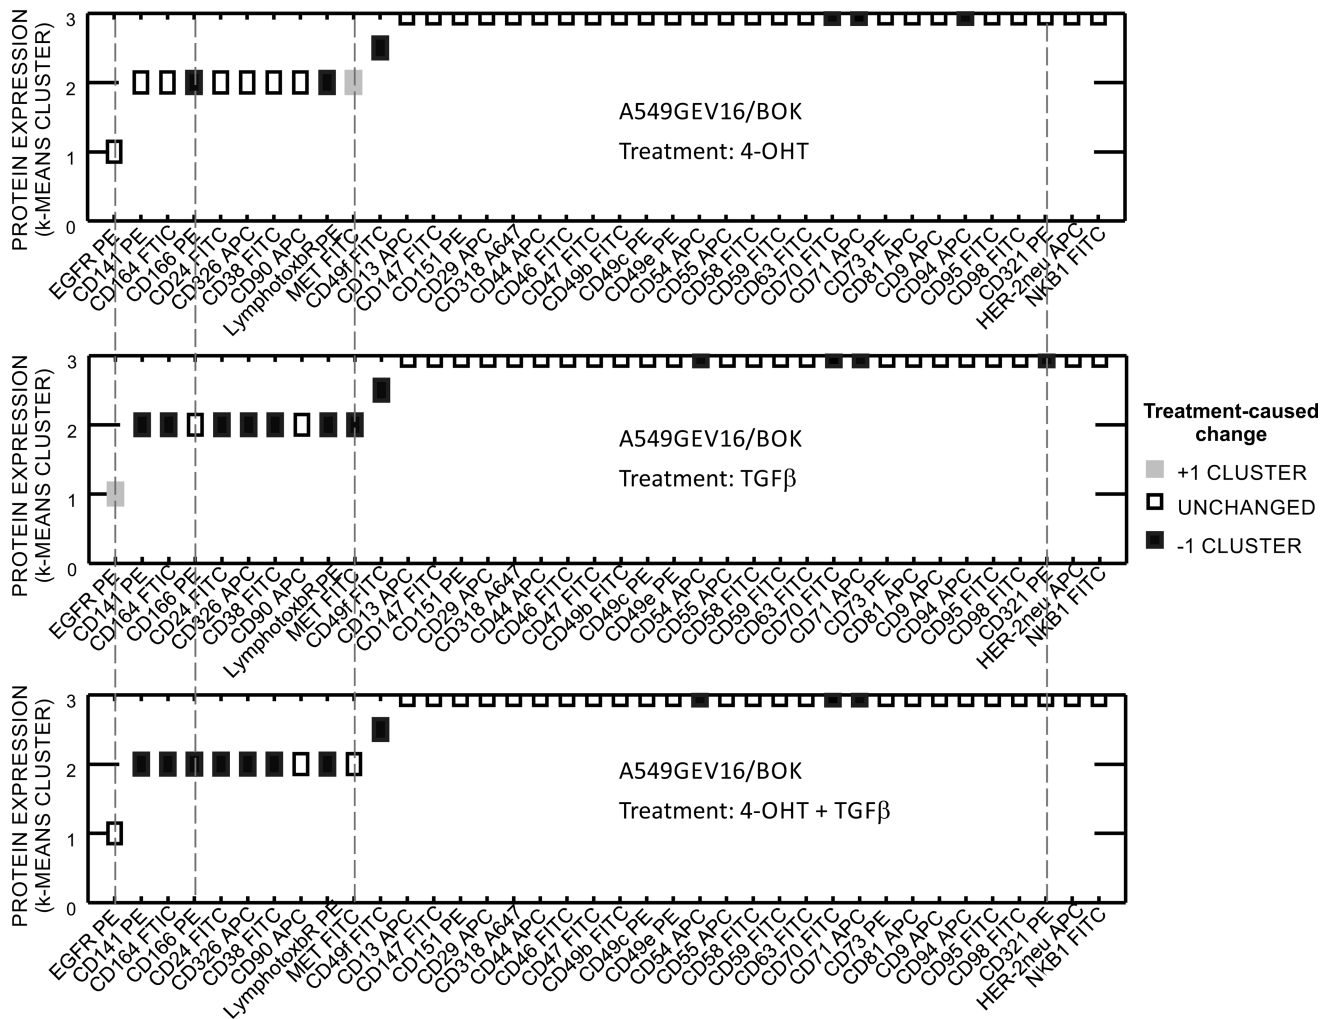 PROTEIN EXPRESSION
(k-MEANS CLUSTER)
3
2
1
0
A549GEV16/BOK
Treatment: 4-OHT
EGFR PE
CD141 PE
CD164 FTIC
CD166 PE
CD24 FITC
CD326 APC
CD38 FITC
CD90 APC
LymphotoxbRPE
MET FITC
CD49f FITC
CD13 APC
CD147 FITC
CD151 PE
CD29 APC
CD318 A647
CD44 APC
CD46 FITC
CD47 FITC
CD49b FITC
CD49c PE
CD49e PE
CD54 APC
CD55 APC
CD58 FITC
CD59 FITC
CD63 FITC
CD70 FITC
CD71 APC
CD73 PE
CD81 APC
CD9 APC
CD94 APC
CD95 FITC
CD98 FITC
CD321 PE
HER-2neu APC
NKB1 FITC
PROTEIN EXPRESSION
(k-MEANS CLUSTER)
3
2
1
0
A549GEV16/BOK
Treatment: TGFβ
EGFR PE
CD141 PE
CD164 FTIC
CD166 PE
CD24 FITC
CD326 APC
CD38 FITC
CD90 APC
LymphotoxbRPE
MET FITC
CD49f FITC
CD13 APC
CD147 FITC
CD151 PE
CD29 APC
CD318 A647
CD44 APC
CD46 FITC
CD47 FITC
CD49b FITC
CD49c PE
CD49e PE
CD54 APC
CD55 APC
CD58 FITC
CD59 FITC
CD63 FITC
CD70 FITC
CD71 APC
CD73 PE
CD81 APC
CD9 APC
CD94 APC
CD95 FITC
CD98 FITC
CD321 PE
HER-2neu APC
NKB1 FITC
Treatment-caused
change
+1 CLUSTER
UNCHANGED
-1 CLUSTER
PROTEIN EXPRESSION
(k-MEANS CLUSTER)
3
2
1
0
A549GEV16/BOK
Treatment: 4-OHT + TGFβ
EGFR PE
CD141 PE
CD164 FTIC
CD166 PE
CD24 FITC
CD326 APC
CD38 FITC
CD90 APC
LymphotoxbR PE
MET FITC
CD49f FITC
CD13 APC
CD147 FITC
CD151 PE
CD29 APC
CD318 A647
CD44 APC
CD46 FITC
CD47 FITC
CD49b FITC
CD49c PE
CD49e PE
CD54 APC
CD55 APC
CD58 FITC
CD59 FITC
CD63 FITC
CD70 FITC
CD71 APC
CD73 PE
CD81 APC
CD9 APC
CD94 APC
CD95 FITC
CD98 FITC
CD321 PE
HER-2neu APC
NKB1 FITC